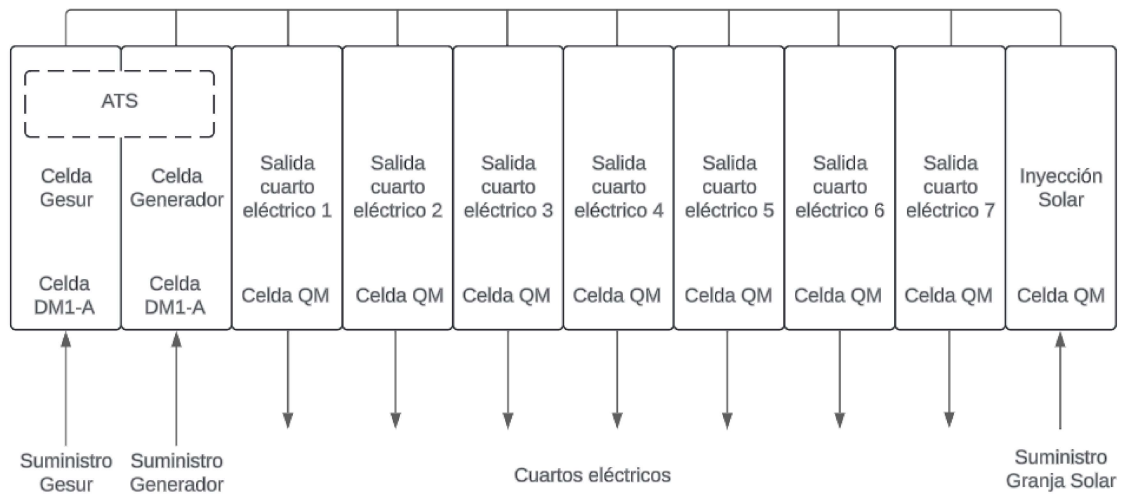 ATS
Celda
Gesur
Celda
DM1-A
Celda
Generador
Celda
DM1-A
Salida
cuarto
eléctrico 1
Celda QM
Salida
cuarto
eléctrico 2
Celda QM
Salida
cuarto
eléctrico 3
Celda QM
Salida
cuarto
eléctrico 4
Celda QM
Salida
cuarto
eléctrico 5
Celda QM
Salida
cuarto
eléctrico 6
Celda QM
Salida
cuarto
eléctrico 7
Celda QM
Inyección
Solar
Celda QM
Suministro
Gesur
Suministro
Generador
Cuartos eléctricos
Suministro
Granja Solar